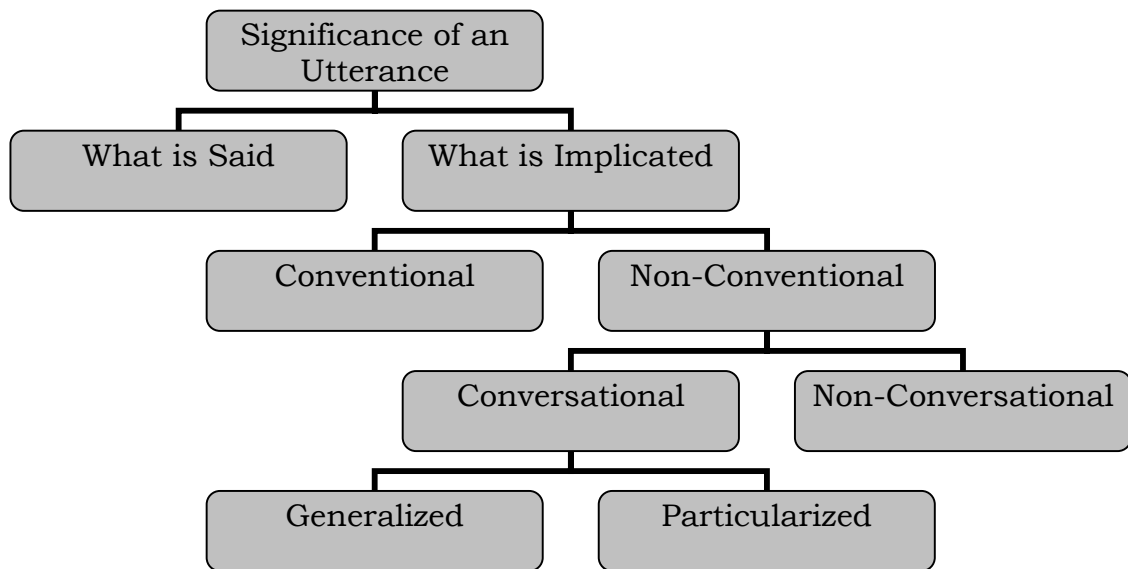 Significance of an
Utterance
What is Said
What is Implicated
Conventional
Non-Conventional
Conversational
Non-Conversational
Generalized
Particularized